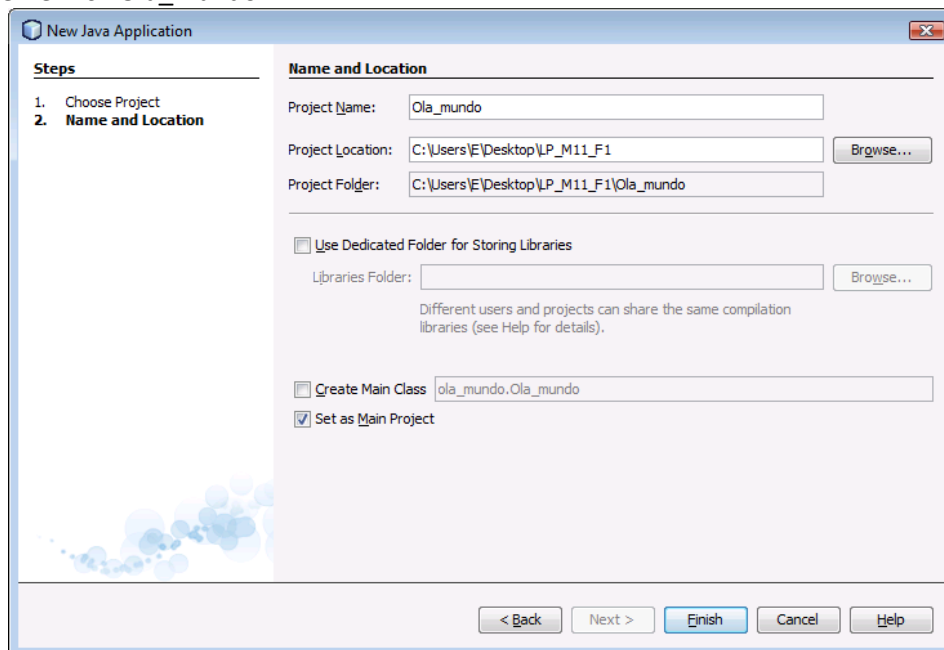 New Java Application
Steps
1. Choose Project
2. Name and Location
Name and Location
Project Name: Ola_mundo
Project Location: C:\Users\E\Desktop\LP_M11_F1 Browse...
Project Folder: C:\Users\E\Desktop\LP_M11_F1\Ola_mundo
Use Dedicated Folder for Storing Libraries
Libraries Folder: Browse...
Different users and projects can share the same compilation
libraries (see Help for details).
Create Main Class ola_mundo.Ola_mundo
Set as Main Project
< Back Next > Finish Cancel Help